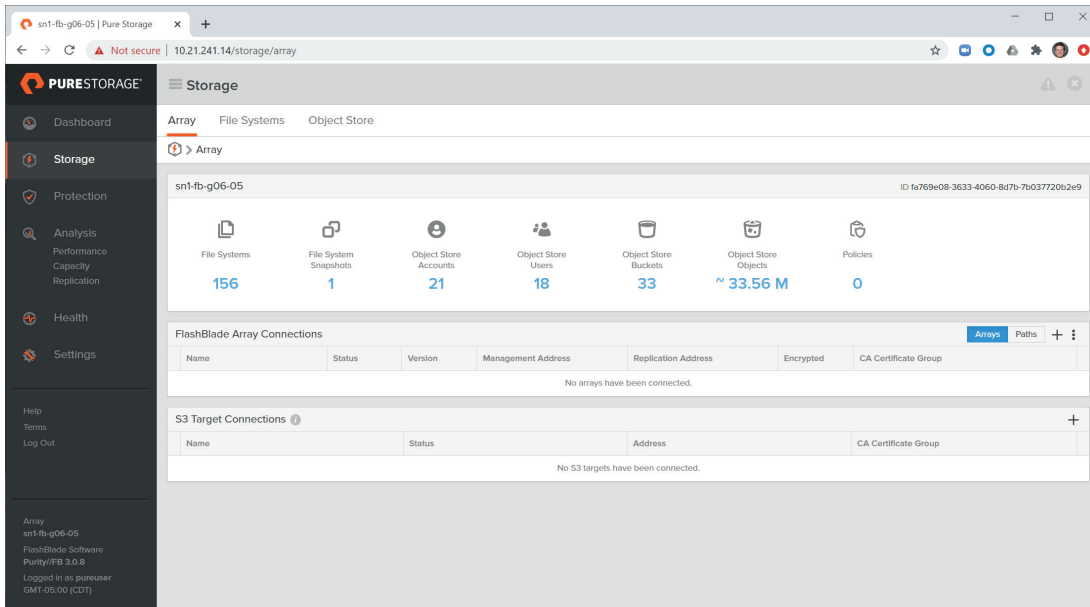 sn1-fb-g06-05 | Pure Storage
Not secure | 10.21.241.14/storage/array
PURESTORAGE®
Storage
Dashboard
Storage
Protection
Analysis
Performance
Capacity
Replication
Health
Settings
Help
Terms
Log Out
Array
sn1-fb-g06-05
FlashBlade Software
Purity//FB 3.0.8
Logged in as pureuser
GMT-05:00 (CDT)
Array File Systems Object Store
Array
sn1-fb-g06-05 ID fa769e08-3633-4060-8d7b-7b037720b2e9
File Systems
156
File System
Snapshots
1
Object Store
Accounts
21
Object Store
Users
18
Object Store
Buckets
33
Object Store
Objects
~ 33.56 M
Policies
0
FlashBlade Array Connections Arrays Paths
Name Status Version Management Address Replication Address Encrypted CA Certificate Group
No arrays have been connected.
S3 Target Connections
Name Status Address CA Certificate Group
No S3 targets have been connected.